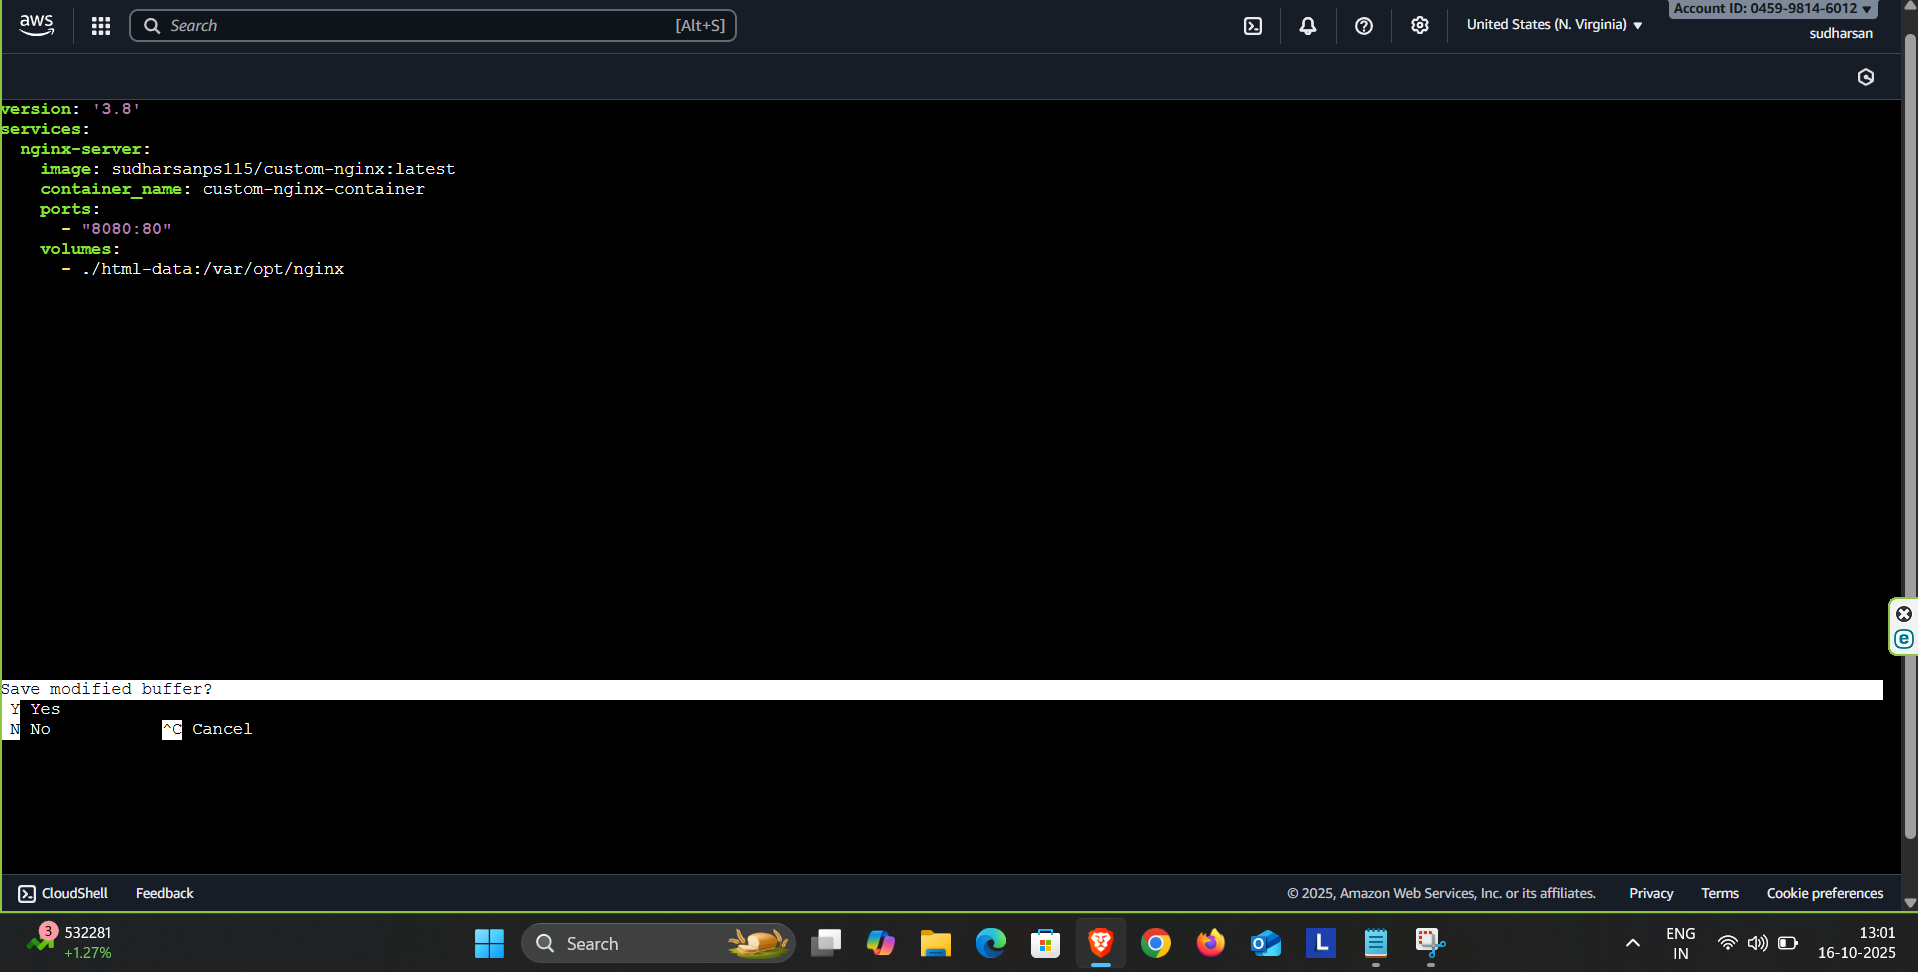 aws
Search [Alt+S]
United States (N. Virginia)
Account ID: 0459-9814-6012
sudharsan
version: '3.8'
services:
  nginx-server:
    image: sudharsanps115/custom-nginx:latest
    container_name: custom-nginx-container
    ports:
      - "8080:80"
    volumes:
      - ./html-data:/var/opt/nginx
Save modified buffer?
Y Yes
N No ^C Cancel
CloudShell Feedback © 2025, Amazon Web Services, Inc. or its affiliates. Privacy Terms Cookie preferences
3
532281
+1.27%
Search
L
ENG
IN
13:01
16-10-2025